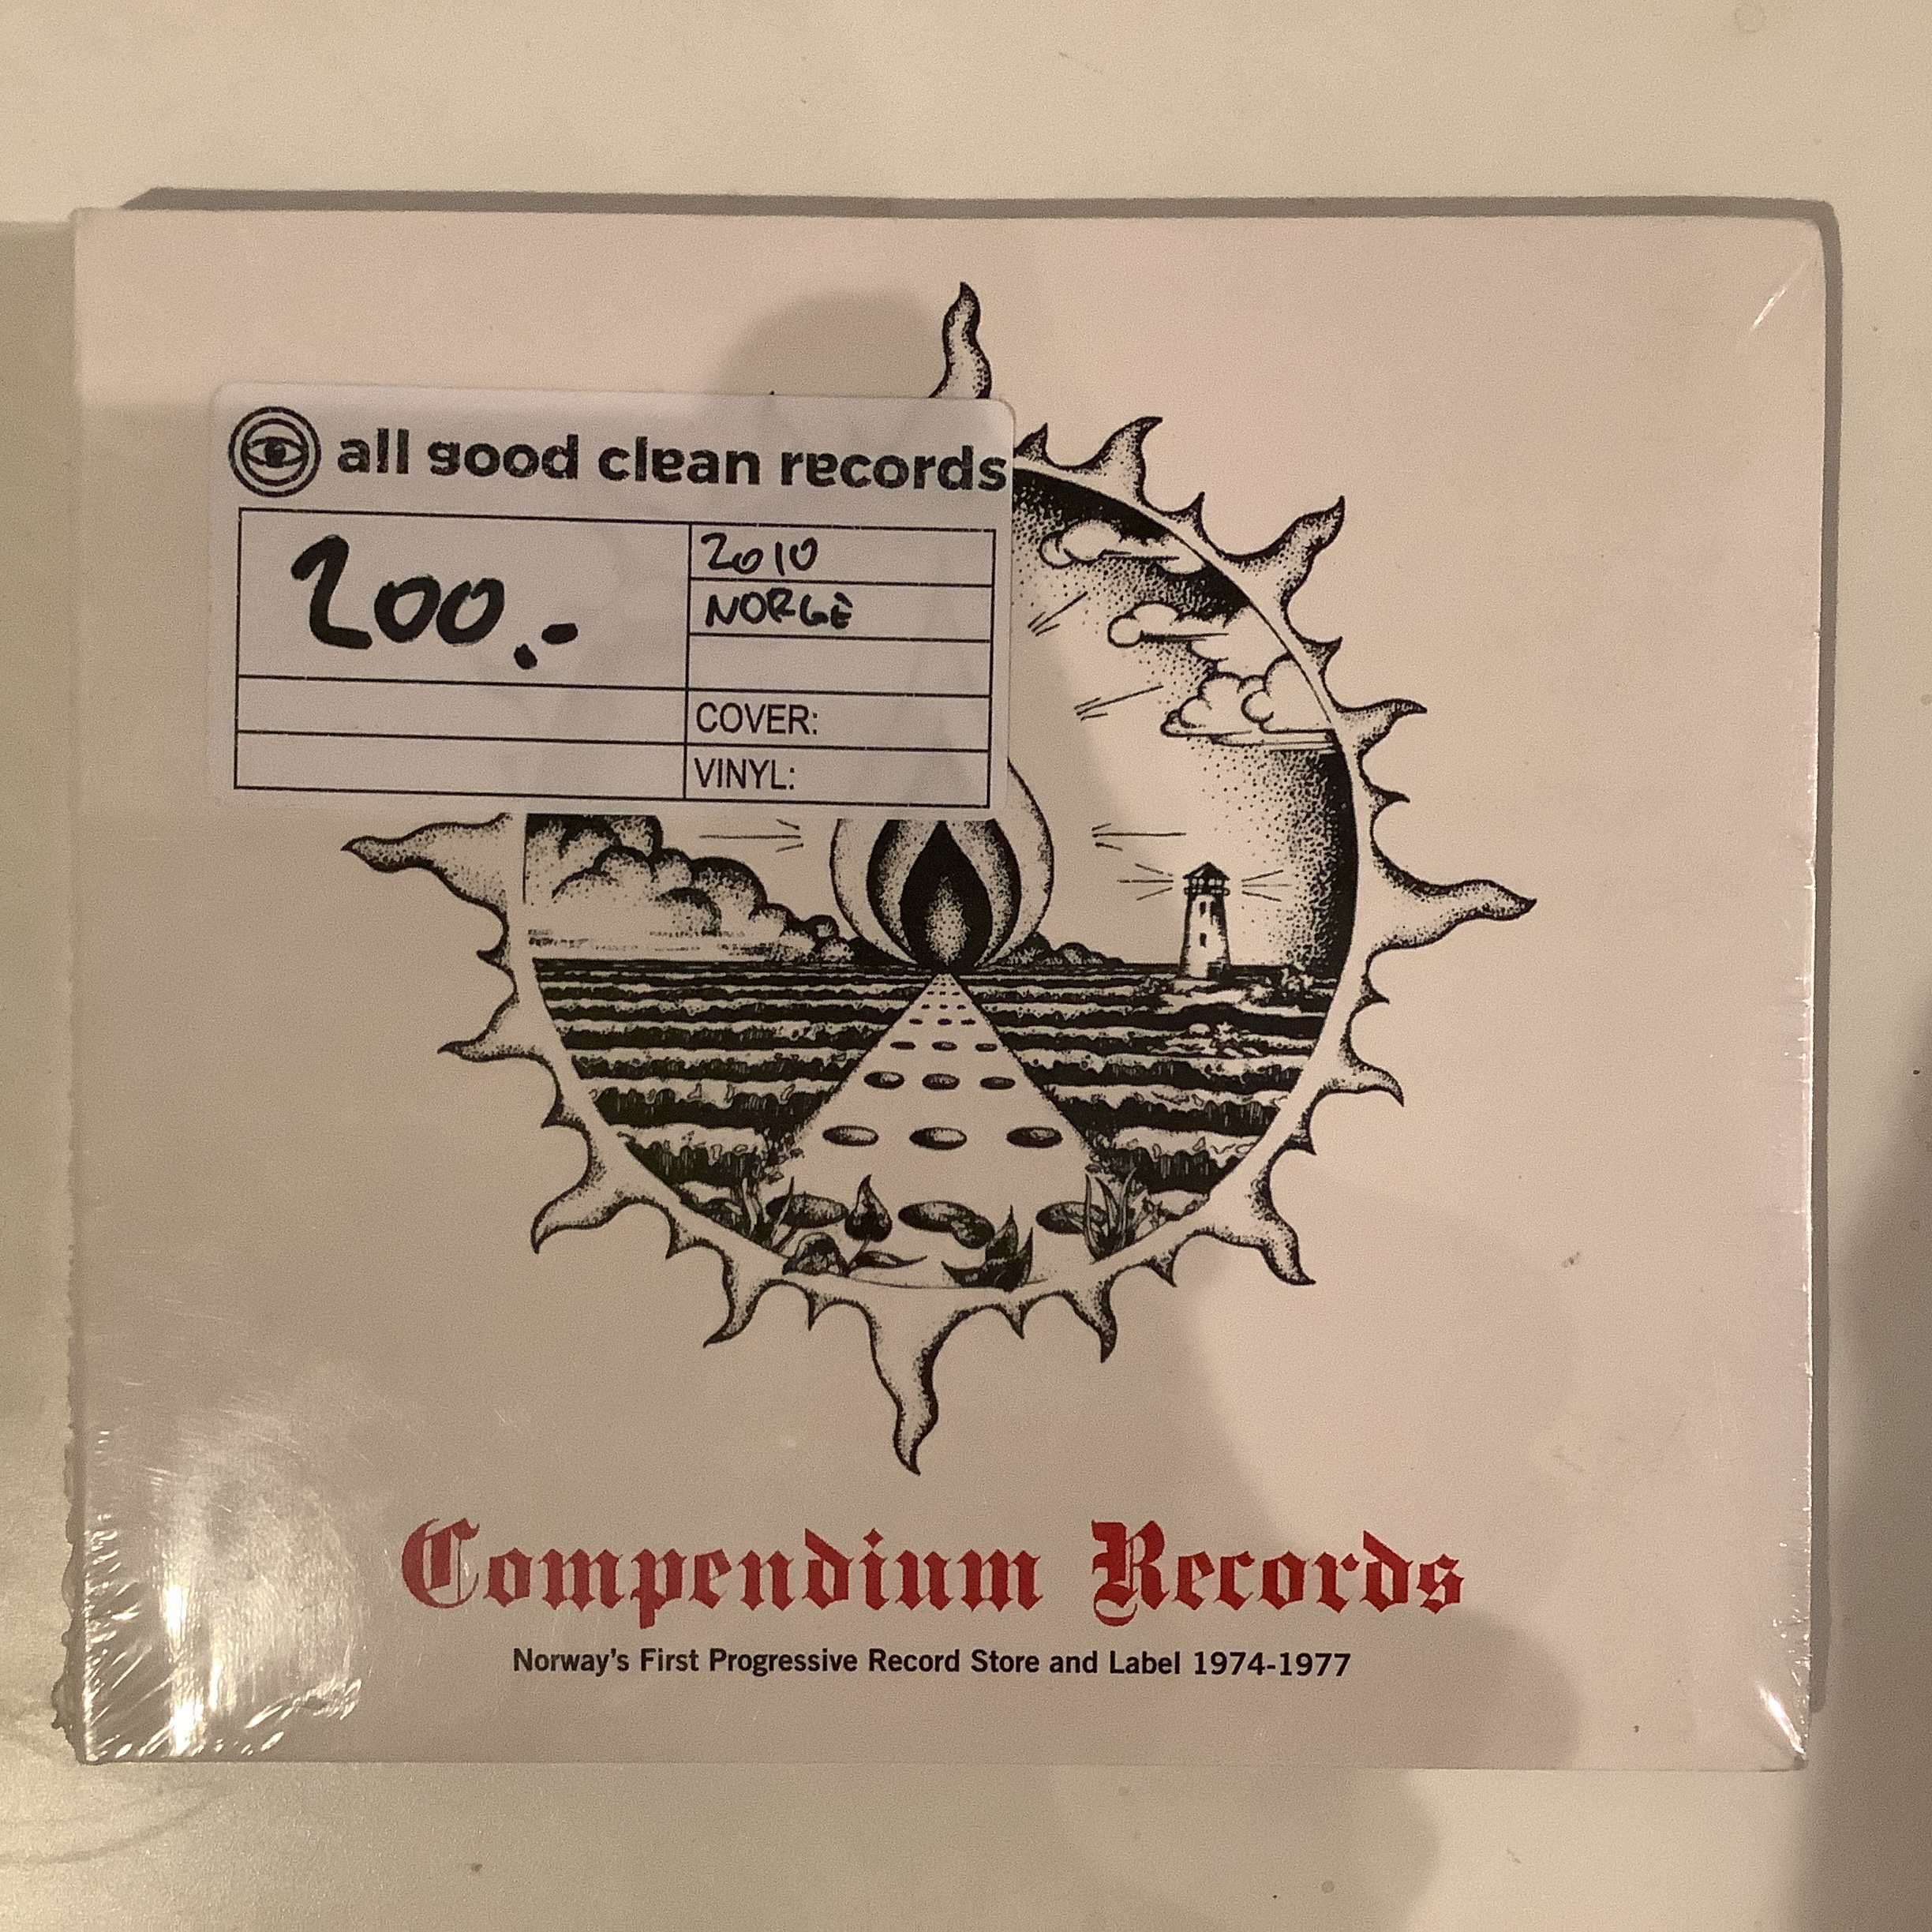 all good clean records
200.-
2010
NORGE
COVER:
VINYL:
Compendium Records
Norway's First Progressive Record Store and Label 1974-1977